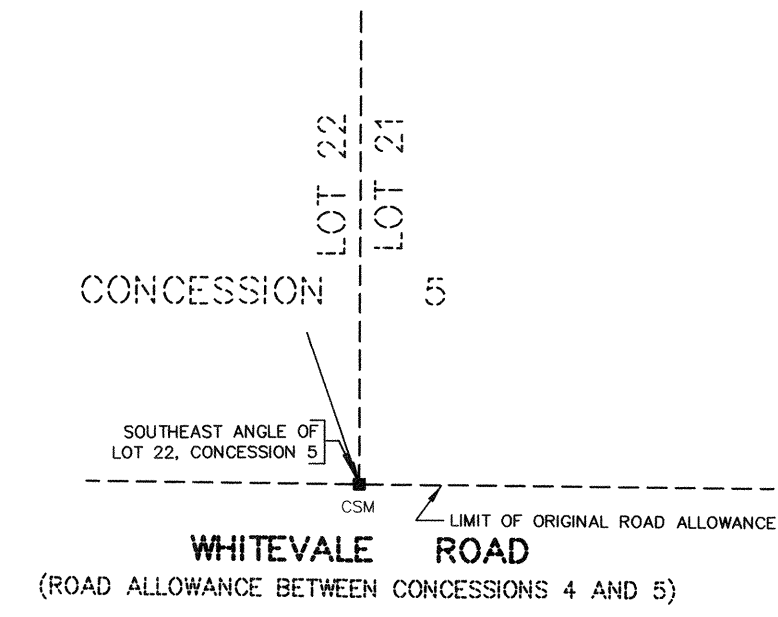 LOT 22
LOT 21
CONCESSION 5
SOUTHEAST ANGLE OF
LOT 22, CONCESSION 5
CSM
LIMIT OF ORIGINAL ROAD ALLOWANCE
WHITEVALE ROAD
(ROAD ALLOWANCE BETWEEN CONCESSIONS 4 AND 5)